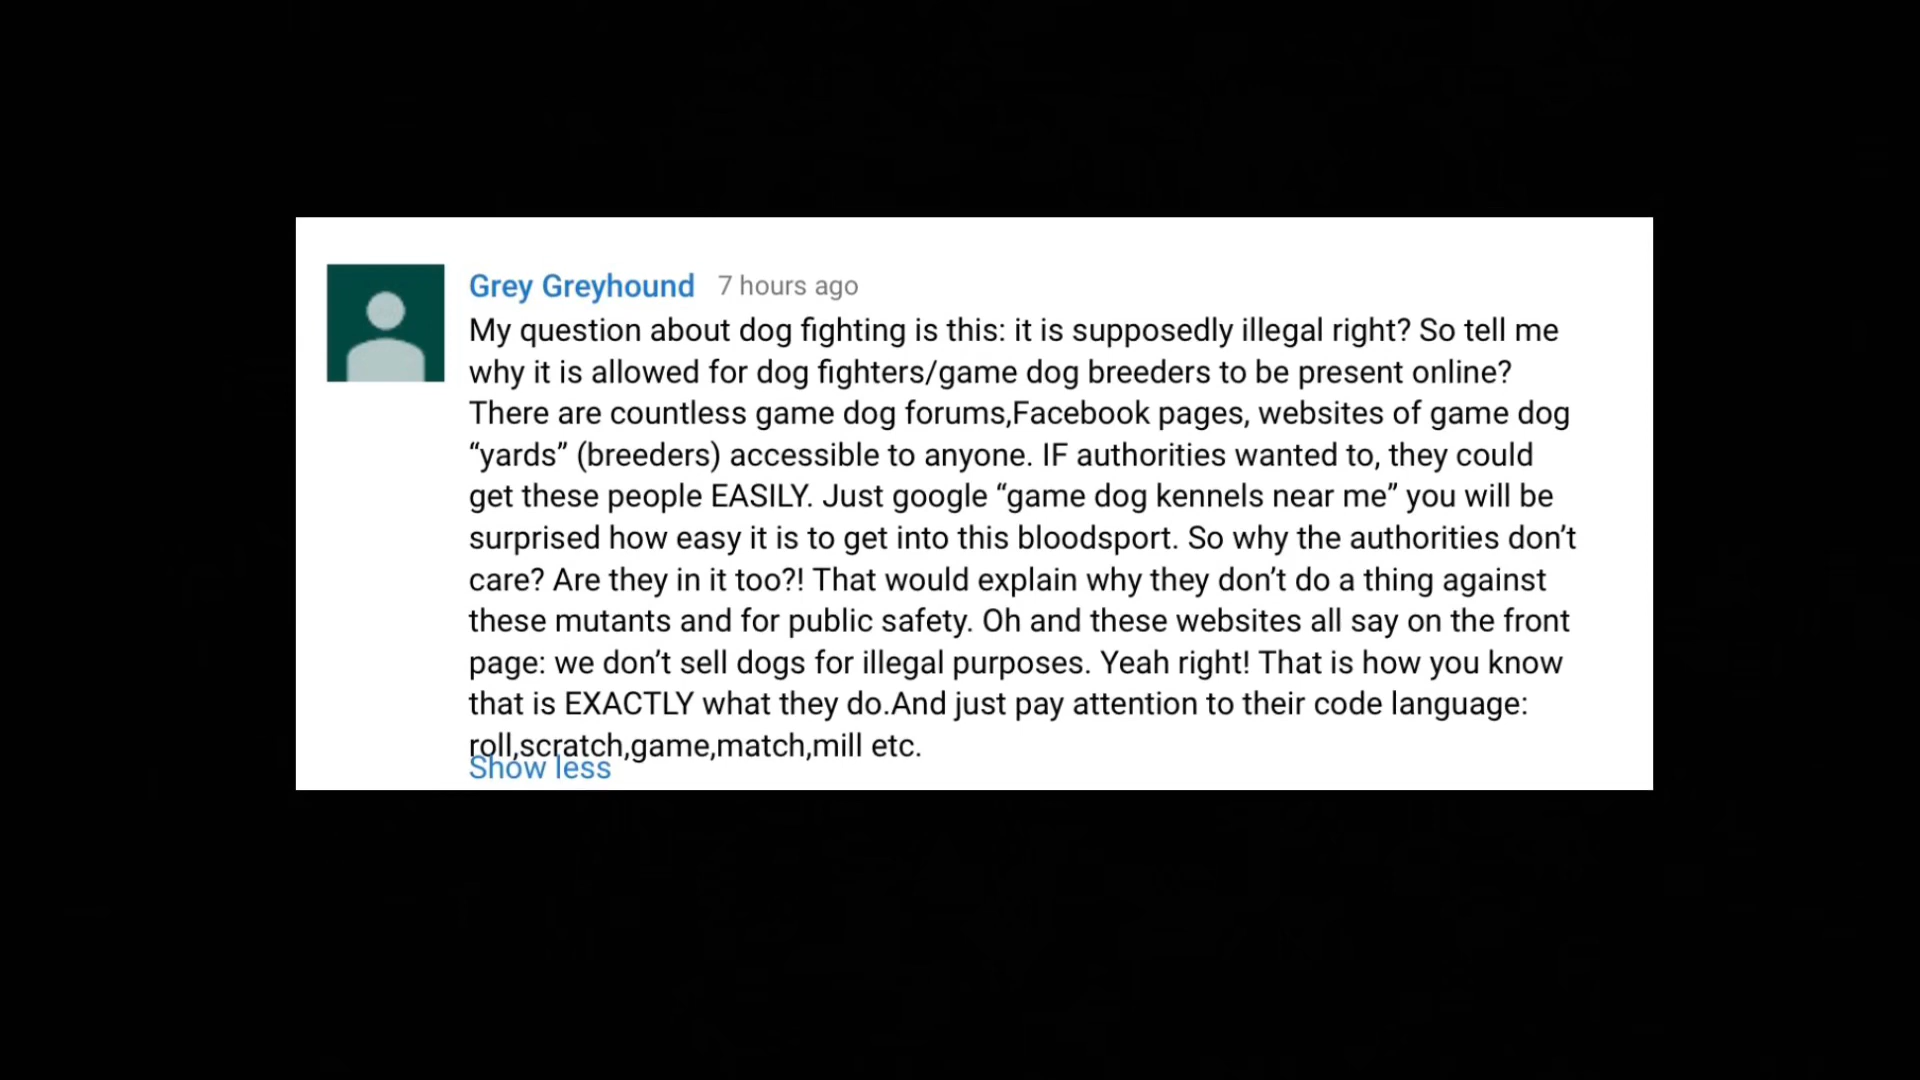 Grey Greyhound 7 hours ago
My question about dog fighting is this: it is supposedly illegal right? So tell me
why it is allowed for dog fighters/game dog breeders to be present online?
There are countless game dog forums,Facebook pages, websites of game dog
“yards” (breeders) accessible to anyone. IF authorities wanted to, they could
get these people EASILY. Just google “game dog kennels near me” you will be
surprised how easy it is to get into this bloodsport. So why the authorities don’t
care? Are they in it too?! That would explain why they don’t do a thing against
these mutants and for public safety. Oh and these websites all say on the front
page: we don’t sell dogs for illegal purposes. Yeah right! That is how you know
that is EXACTLY what they do.And just pay attention to their code language:
roll,scratch,game,match,mill etc.
Show less